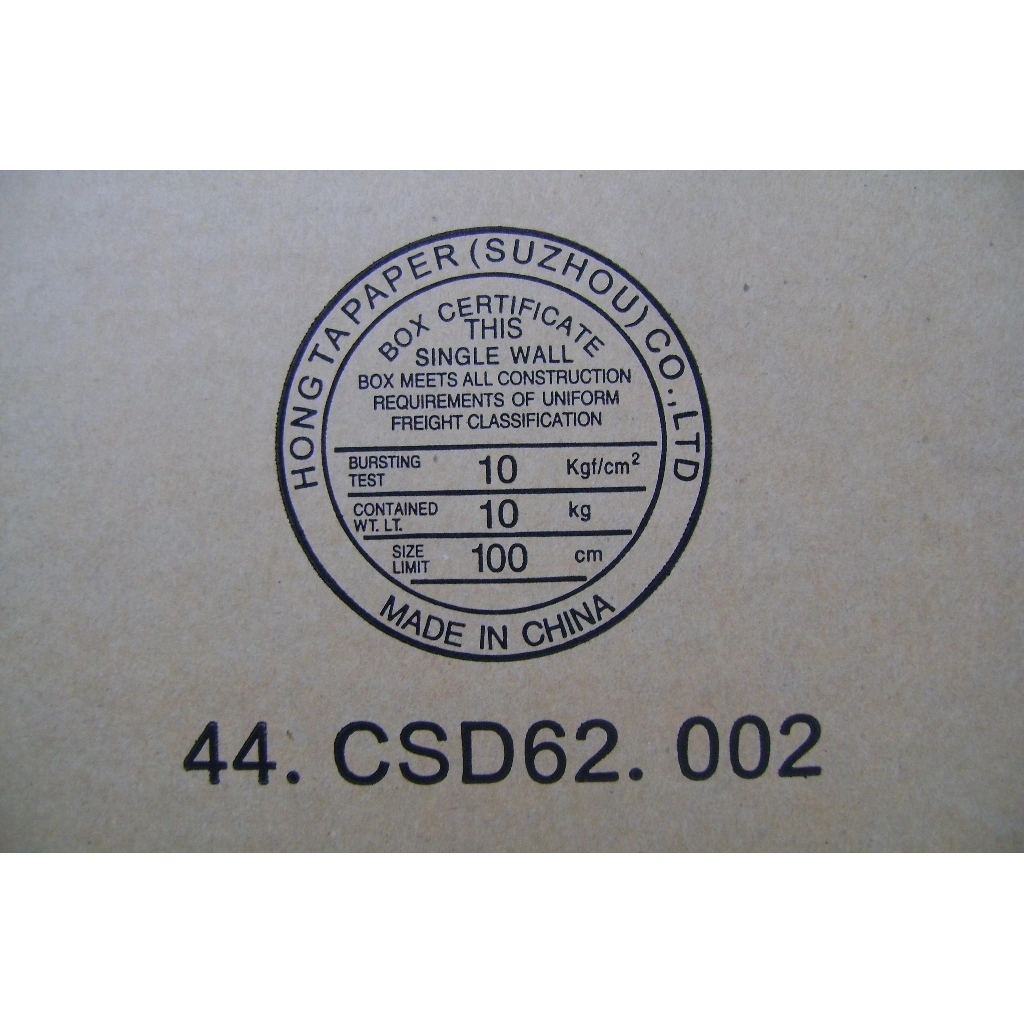 HONG TAPAPER (SUZHOU) CO., LTD
BOX CERTIFICATE
THIS
SINGLE WALL
BOX MEETS ALL CONSTRUCTION
REQUIREMENTS OF UNIFORM
FREIGHT CLASSIFICATION
BURSTING TEST 10 Kgf/cm²
CONTAINED WT. LT. 10 kg
SIZE LIMIT 100 cm
MADE IN CHINA
44. CSD62. 002